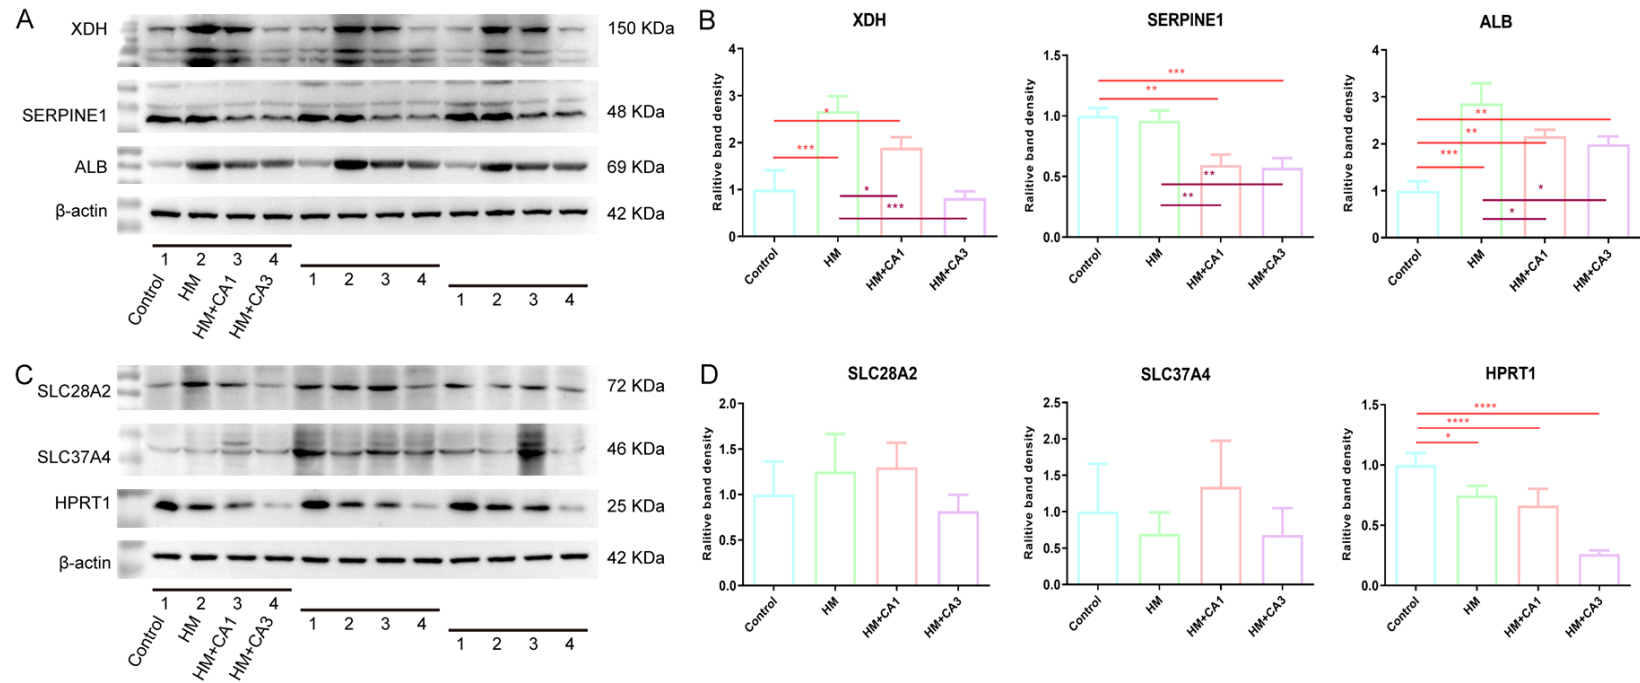 A
XDH
150 KDa
SERPINE1
48 KDa
ALB
69 KDa
β-actin
42 KDa
1 2 3 4
1 2 3 4
1 2 3 4
Control
HM
HM+CA1
HM+CA3
B
XDH
Ralitive band density
4
3
2
1
0
*
***
*
***
Control
HM
HM+CA1
HM+CA3
SERPINE1
Ralitive band density
1.5
1.0
0.5
0.0
***
**
**
**
Control
HM
HM+CA1
HM+CA3
ALB
Ralitive band density
4
3
2
1
0
**
**
***
*
*
Control
HM
HM+CA1
HM+CA3
C
SLC28A2
72 KDa
SLC37A4
46 KDa
HPRT1
25 KDa
β-actin
42 KDa
1 2 3 4
1 2 3 4
1 2 3 4
Control
HM
HM+CA1
HM+CA3
D
SLC28A2
Ralitive band density
2.0
1.5
1.0
0.5
0.0
Control
HM
HM+CA1
HM+CA3
SLC37A4
Ralitive band density
2.5
2.0
1.5
1.0
0.5
0.0
Control
HM
HM+CA1
HM+CA3
HPRT1
Ralitive band density
1.5
1.0
0.5
0.0
****
****
*
Control
HM
HM+CA1
HM+CA3